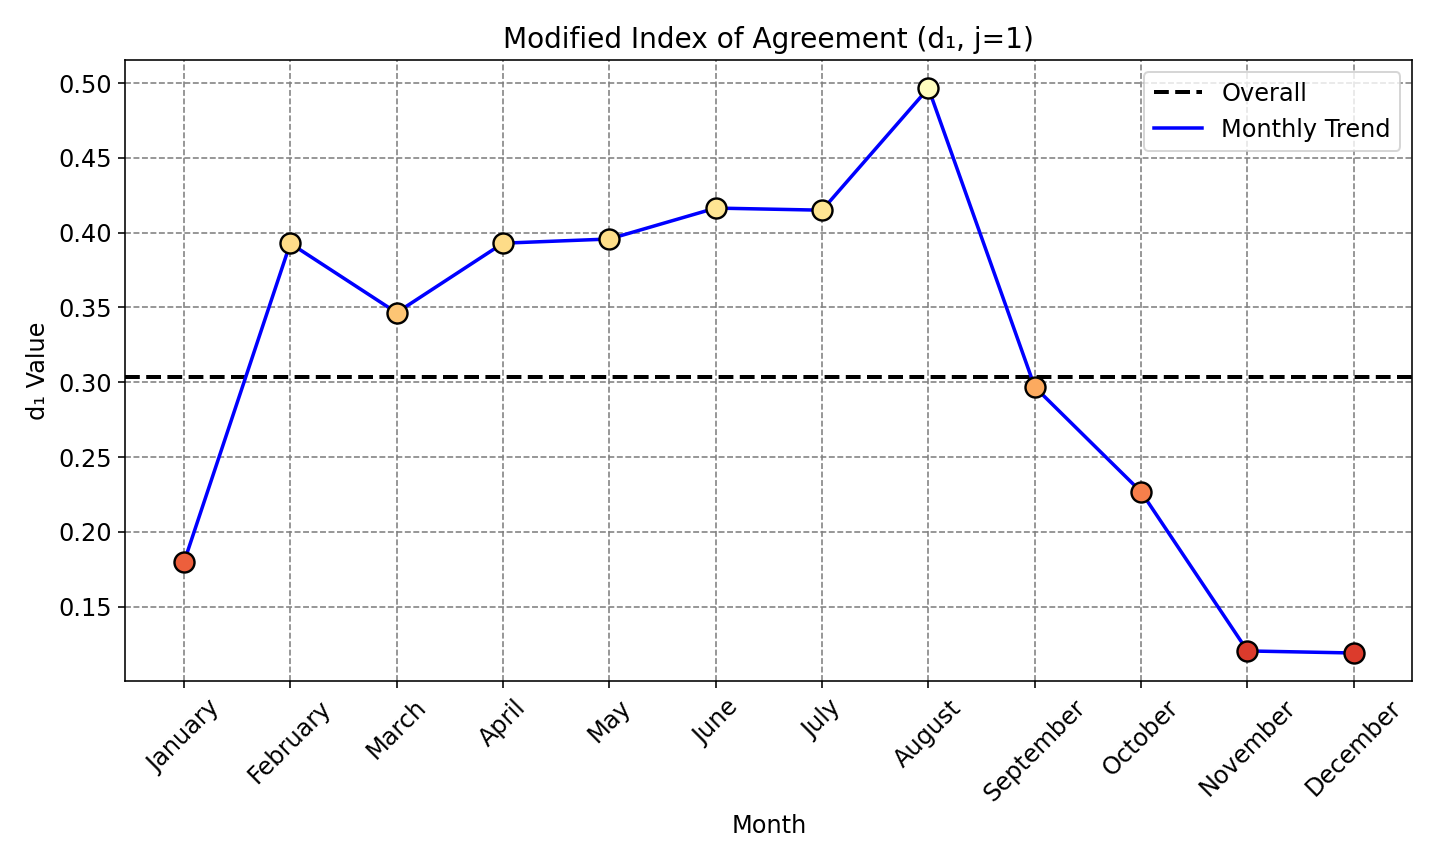 Modified Index of Agreement (d₁, j=1)
Overall
Monthly Trend
d₁ Value
0.50
0.45
0.40
0.35
0.30
0.25
0.20
0.15
January
February
March
April
May
June
July
August
September
October
November
December
Month